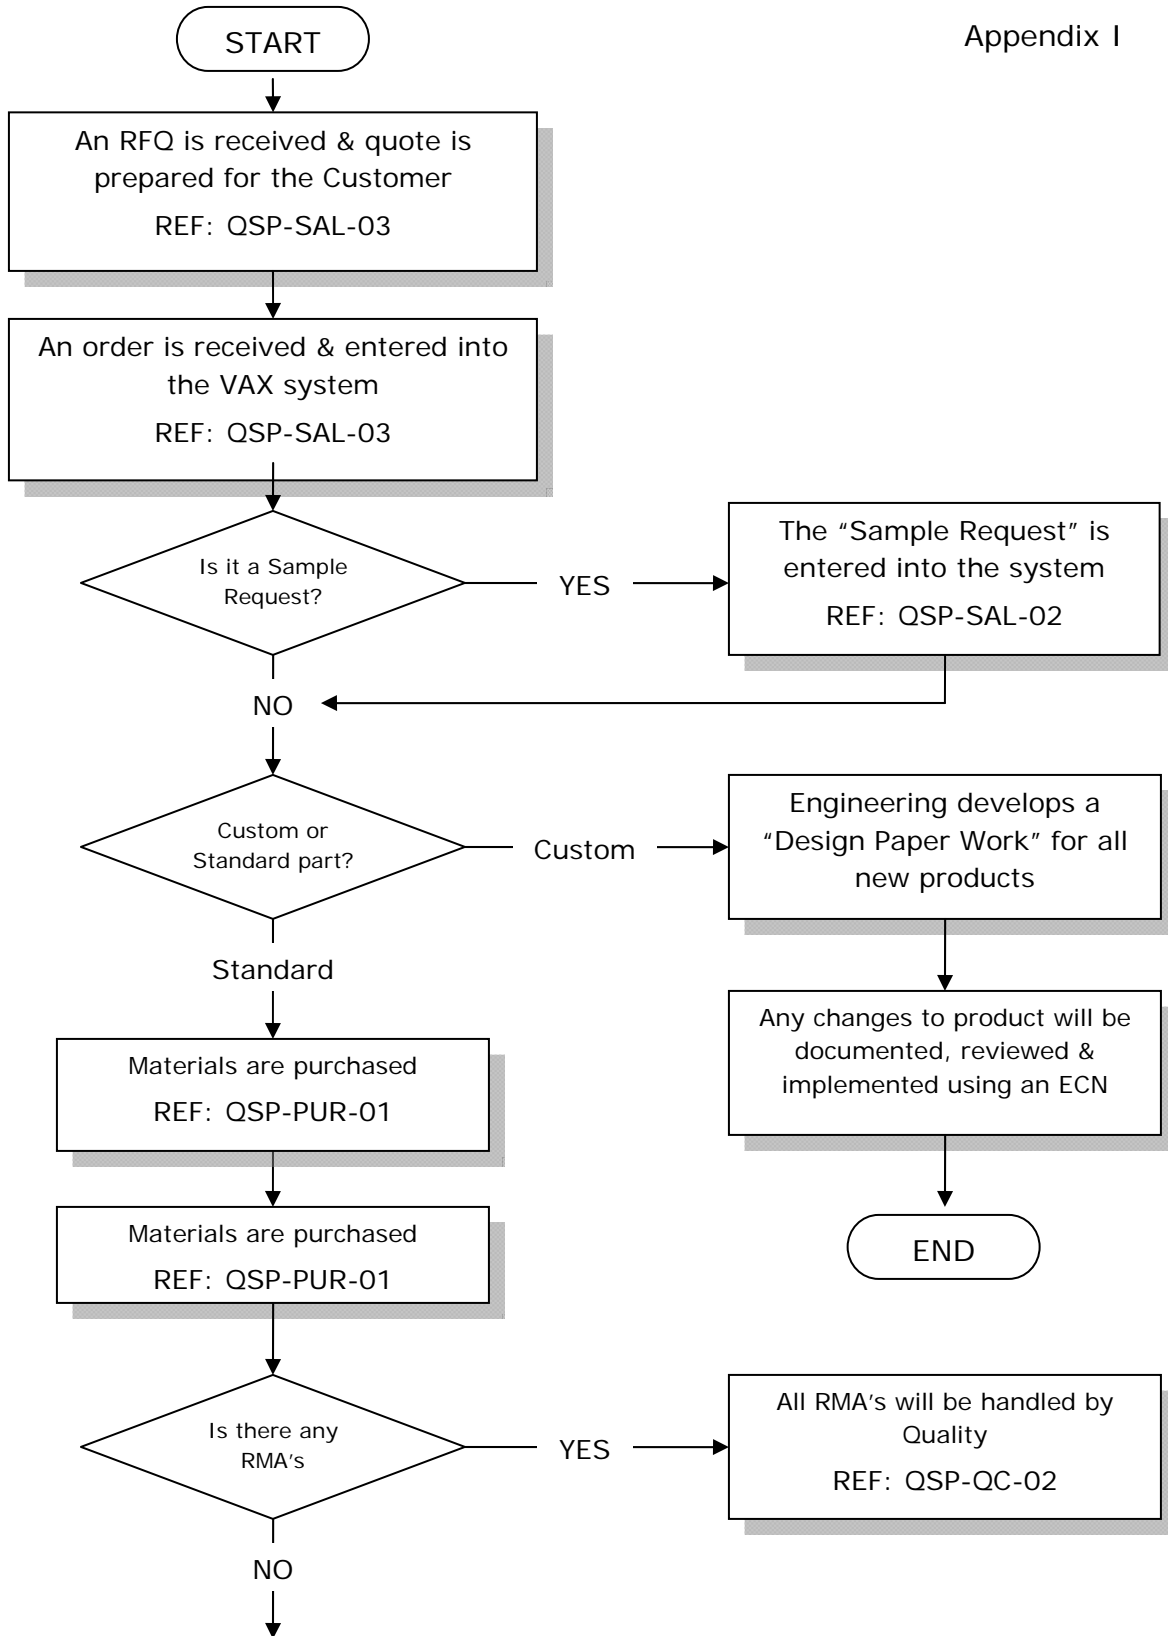 START
Appendix I
An RFQ is received & quote is
prepared for the Customer
REF: QSP-SAL-03
An order is received & entered into
the VAX system
REF: QSP-SAL-03
Is it a Sample
Request?
YES
The “Sample Request” is
entered into the system
REF: QSP-SAL-02
NO
Custom or
Standard part?
Custom
Engineering develops a
“Design Paper Work” for all
new products
Standard
Any changes to product will be
documented, reviewed &
implemented using an ECN
Materials are purchased
REF: QSP-PUR-01
Materials are purchased
REF: QSP-PUR-01
END
Is there any
RMA’s
YES
All RMA’s will be handled by
Quality
REF: QSP-QC-02
NO